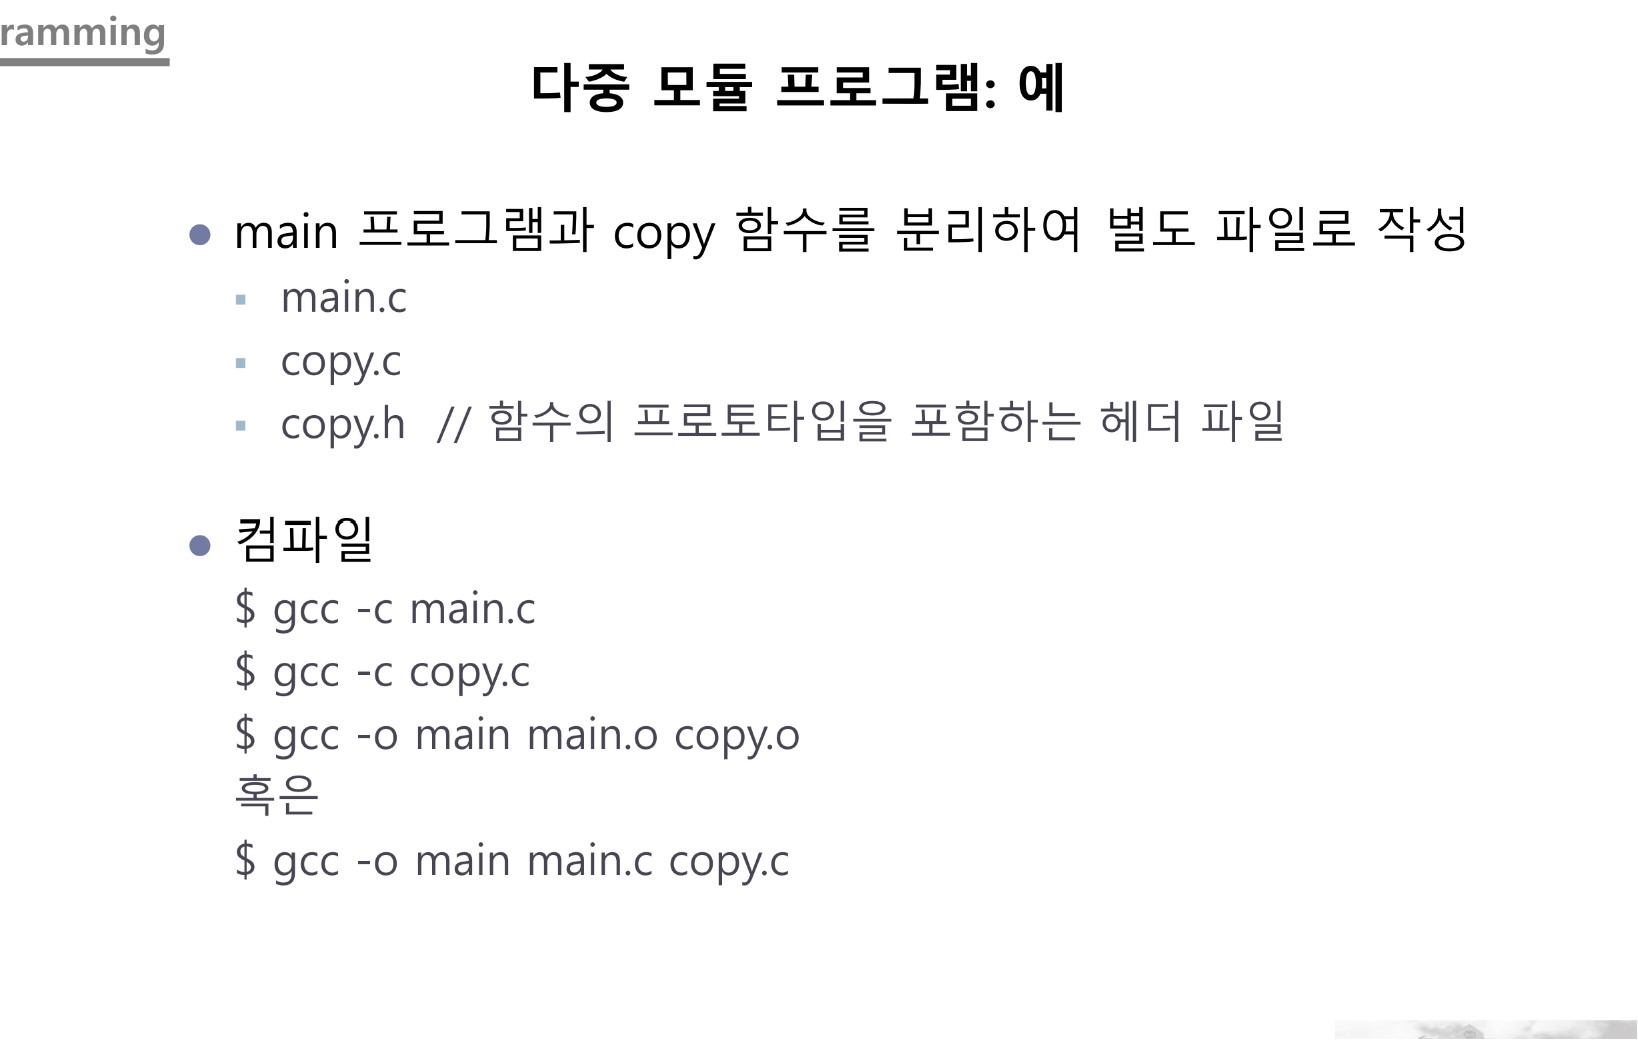 ramming
다중 모듈 프로그램: 예
main 프로그램과 copy 함수를 분리하여 별도 파일로 작성
main.c
copy.c
copy.h // 함수의 프로토타입을 포함하는 헤더 파일
컴파일
$ gcc -c main.c
$ gcc -c copy.c
$ gcc -o main main.o copy.o
혹은
$ gcc -o main main.c copy.c